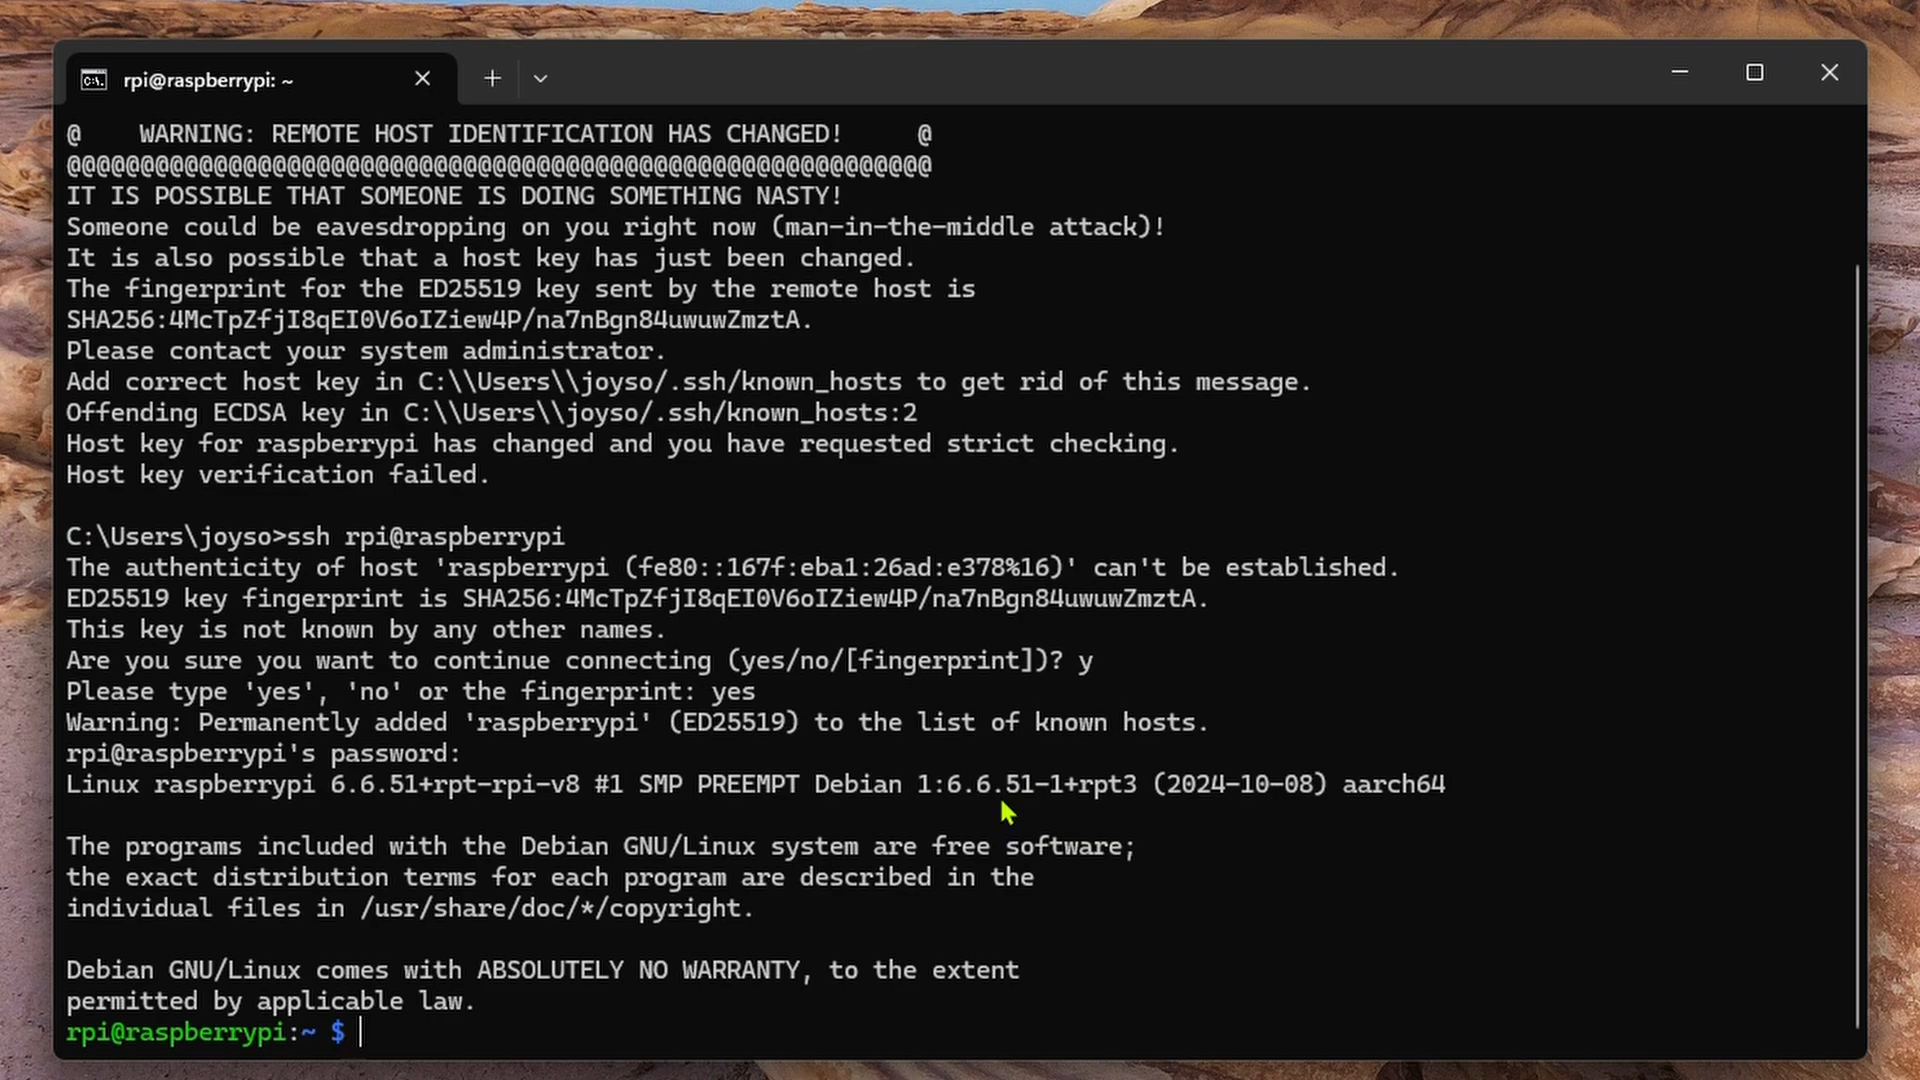 rpi@raspberrypi: ~
@    WARNING: REMOTE HOST IDENTIFICATION HAS CHANGED!     @
@@@@@@@@@@@@@@@@@@@@@@@@@@@@@@@@@@@@@@@@@@@@@@@@@@@@@@@@@@@
IT IS POSSIBLE THAT SOMEONE IS DOING SOMETHING NASTY!
Someone could be eavesdropping on you right now (man-in-the-middle attack)!
It is also possible that a host key has just been changed.
The fingerprint for the ED25519 key sent by the remote host is
SHA256:4McTpZfjI8qEI0V6oIZiew4P/na7nBgn84uwuwZmztA.
Please contact your system administrator.
Add correct host key in C:\\Users\\joyso/.ssh/known_hosts to get rid of this message.
Offending ECDSA key in C:\\Users\\joyso/.ssh/known_hosts:2
Host key for raspberrypi has changed and you have requested strict checking.
Host key verification failed.
C:\Users\joyso>ssh rpi@raspberrypi
The authenticity of host 'raspberrypi (fe80::167f:eba1:26ad:e378%16)' can't be established.
ED25519 key fingerprint is SHA256:4McTpZfjI8qEI0V6oIZiew4P/na7nBgn84uwuwZmztA.
This key is not known by any other names.
Are you sure you want to continue connecting (yes/no/[fingerprint])? y
Please type 'yes', 'no' or the fingerprint: yes
Warning: Permanently added 'raspberrypi' (ED25519) to the list of known hosts.
rpi@raspberrypi's password:
Linux raspberrypi 6.6.51+rpt-rpi-v8 #1 SMP PREEMPT Debian 1:6.6.51-1+rpt3 (2024-10-08) aarch64
The programs included with the Debian GNU/Linux system are free software;
the exact distribution terms for each program are described in the
individual files in /usr/share/doc/*/copyright.
Debian GNU/Linux comes with ABSOLUTELY NO WARRANTY, to the extent
permitted by applicable law.
rpi@raspberrypi:~ $